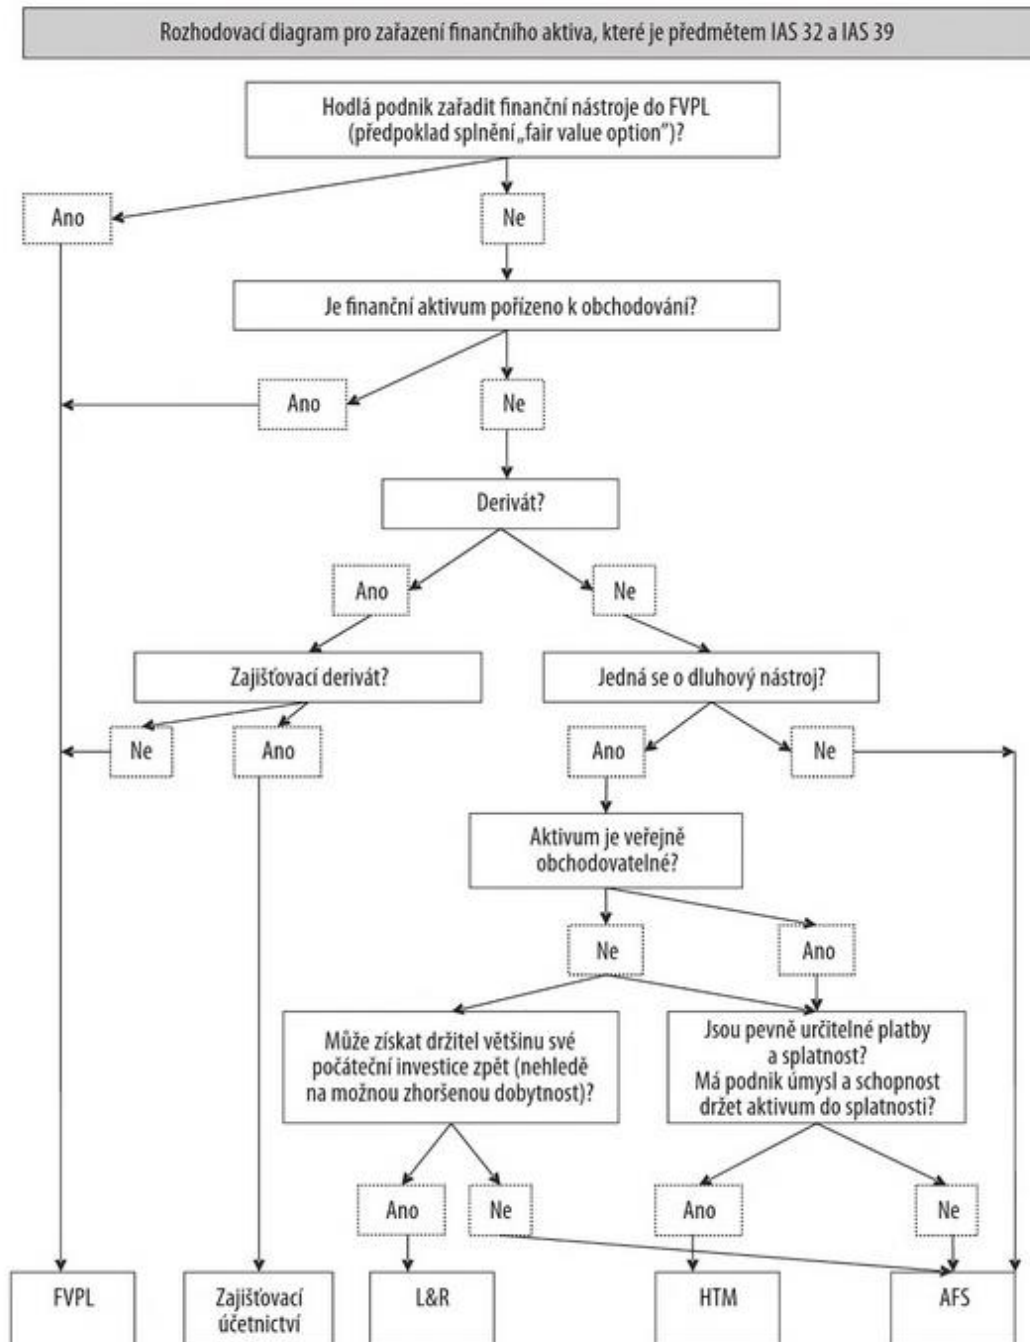 Rozhodovací diagram pro zařazení finančního aktiva, které je předmětem IAS 32 a IAS 39
Hodlá podnik zařadit finanční nástroje do FVPL
(předpoklad splnění „fair value option”)?
Ano
Ne
Je finanční aktivum pořízeno k obchodování?
Ano
Ne
Derivát?
Ano
Ne
Zajišťovací derivát?
Jedná se o dluhový nástroj?
Ne
Ano
Ano
Ne
Aktivum je veřejně
obchodovatelné?
Ne
Ano
Může získat držitel většinu své
počáteční investice zpět (nehledě
na možnou zhoršenou dobytnost)?
Jsou pevně určitelné platby
a splatnost?
Má podnik úmysl a schopnost
držet aktivum do splatnosti?
Ano
Ne
Ano
Ne
FVPL
Zajišťovací
účetnictví
L&R
HTM
AFS